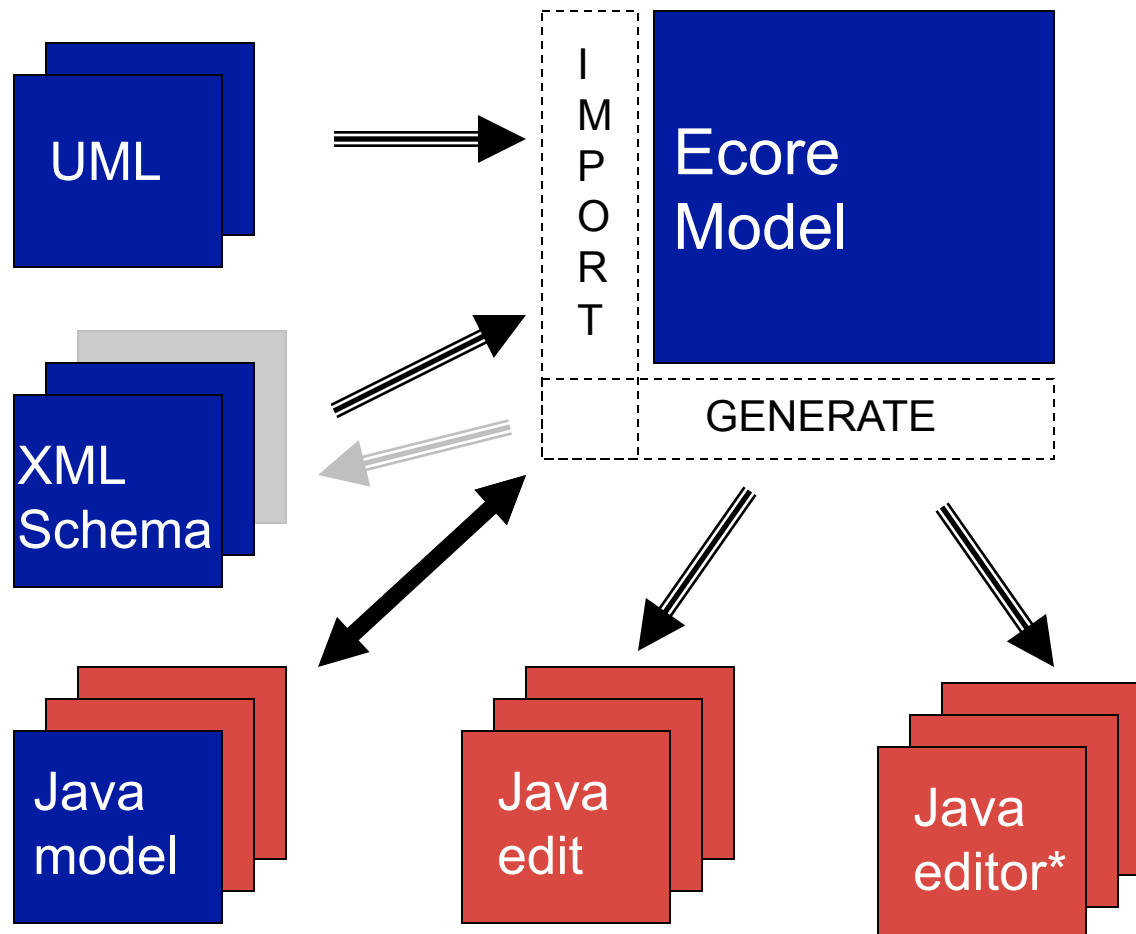 UML
I
M
P
O
R
T
Ecore
Model
GENERATE
XML
Schema
Java
model
Java
edit
Java
editor*